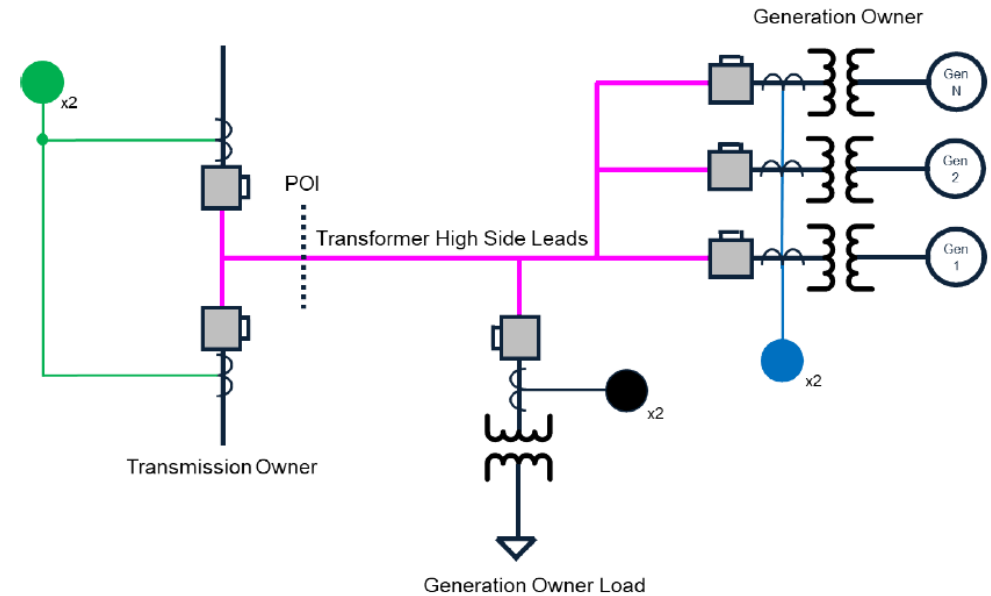 Generation Owner
Gen
N
x2
Gen
2
POI
Transformer High Side Leads
Gen
1
x2
x2
Transmission Owner
Generation Owner Load